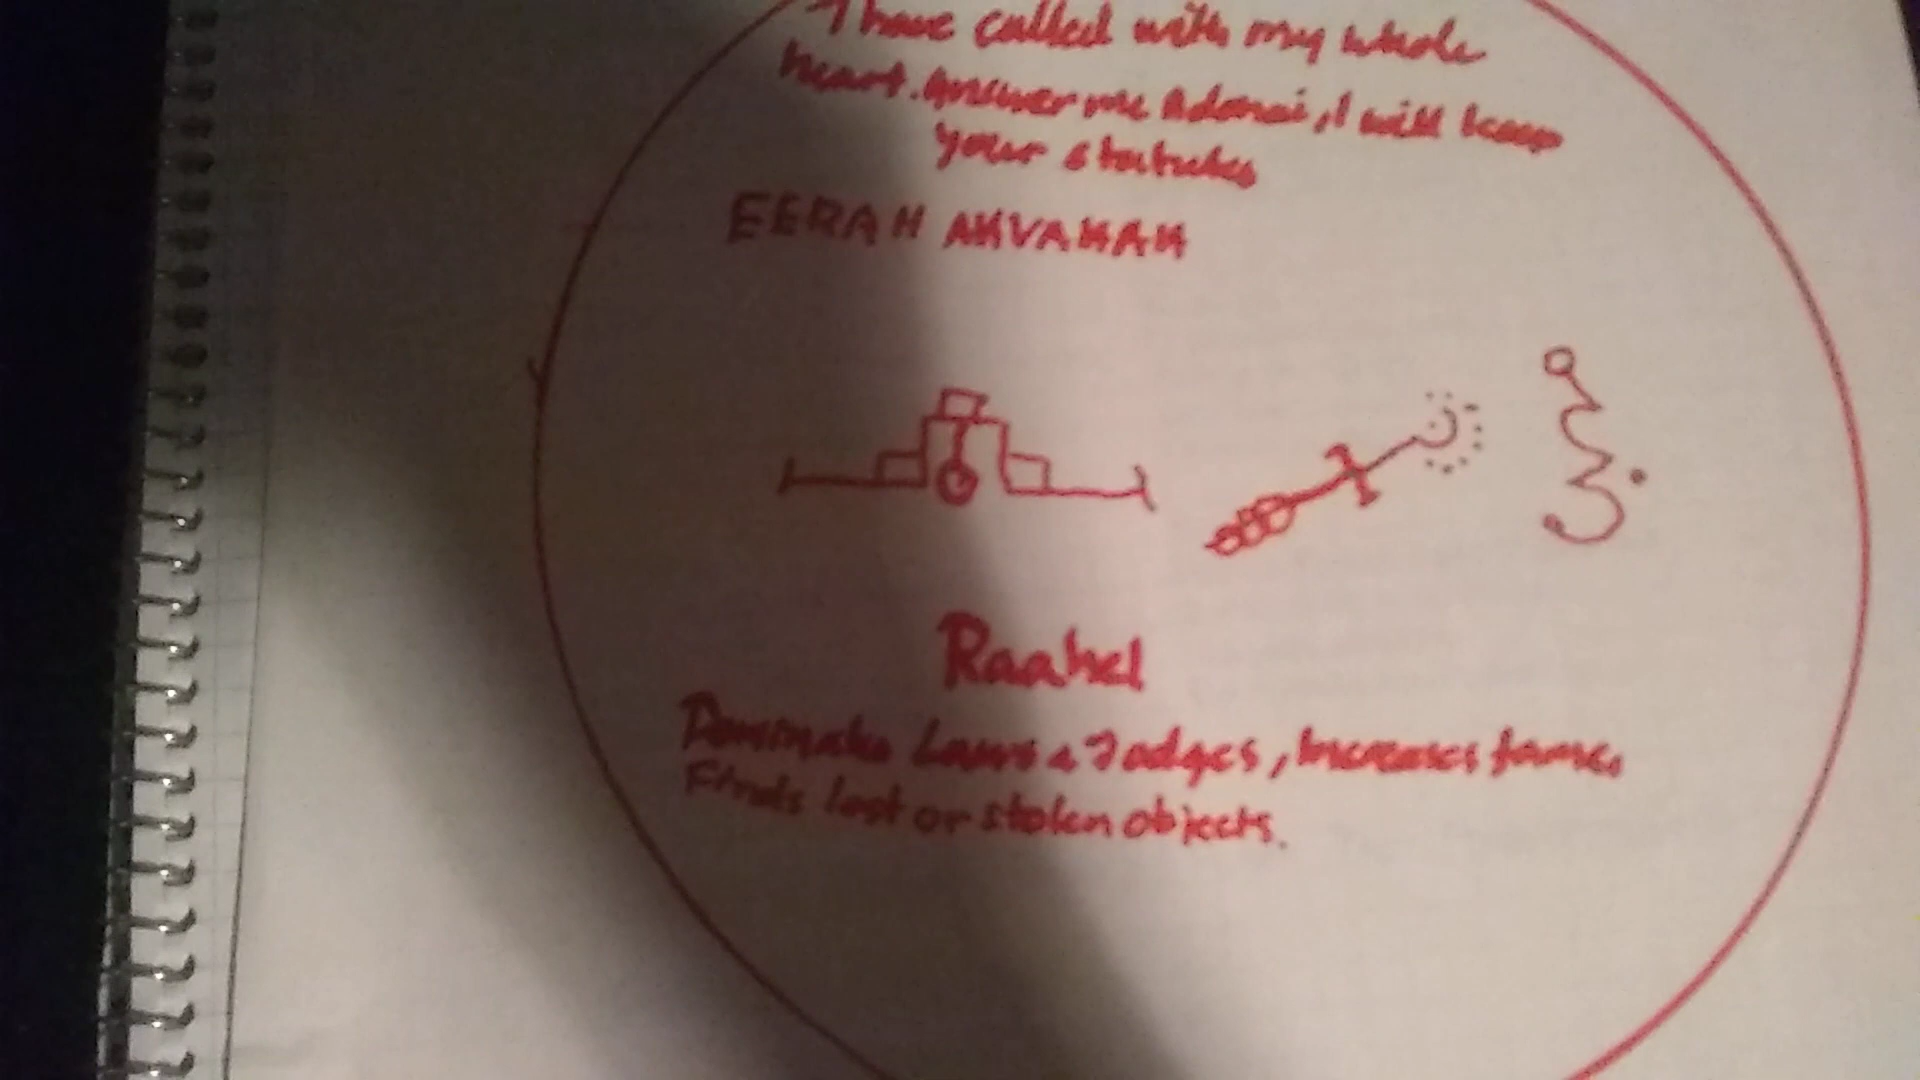 I have called with my whole
heart. Answer me Adonai, I will keep
your statutes
EERAH AKVAHAH
Raahel
Dominates Laws & Judges, Increases fame,
Finds lost or stolen objects.